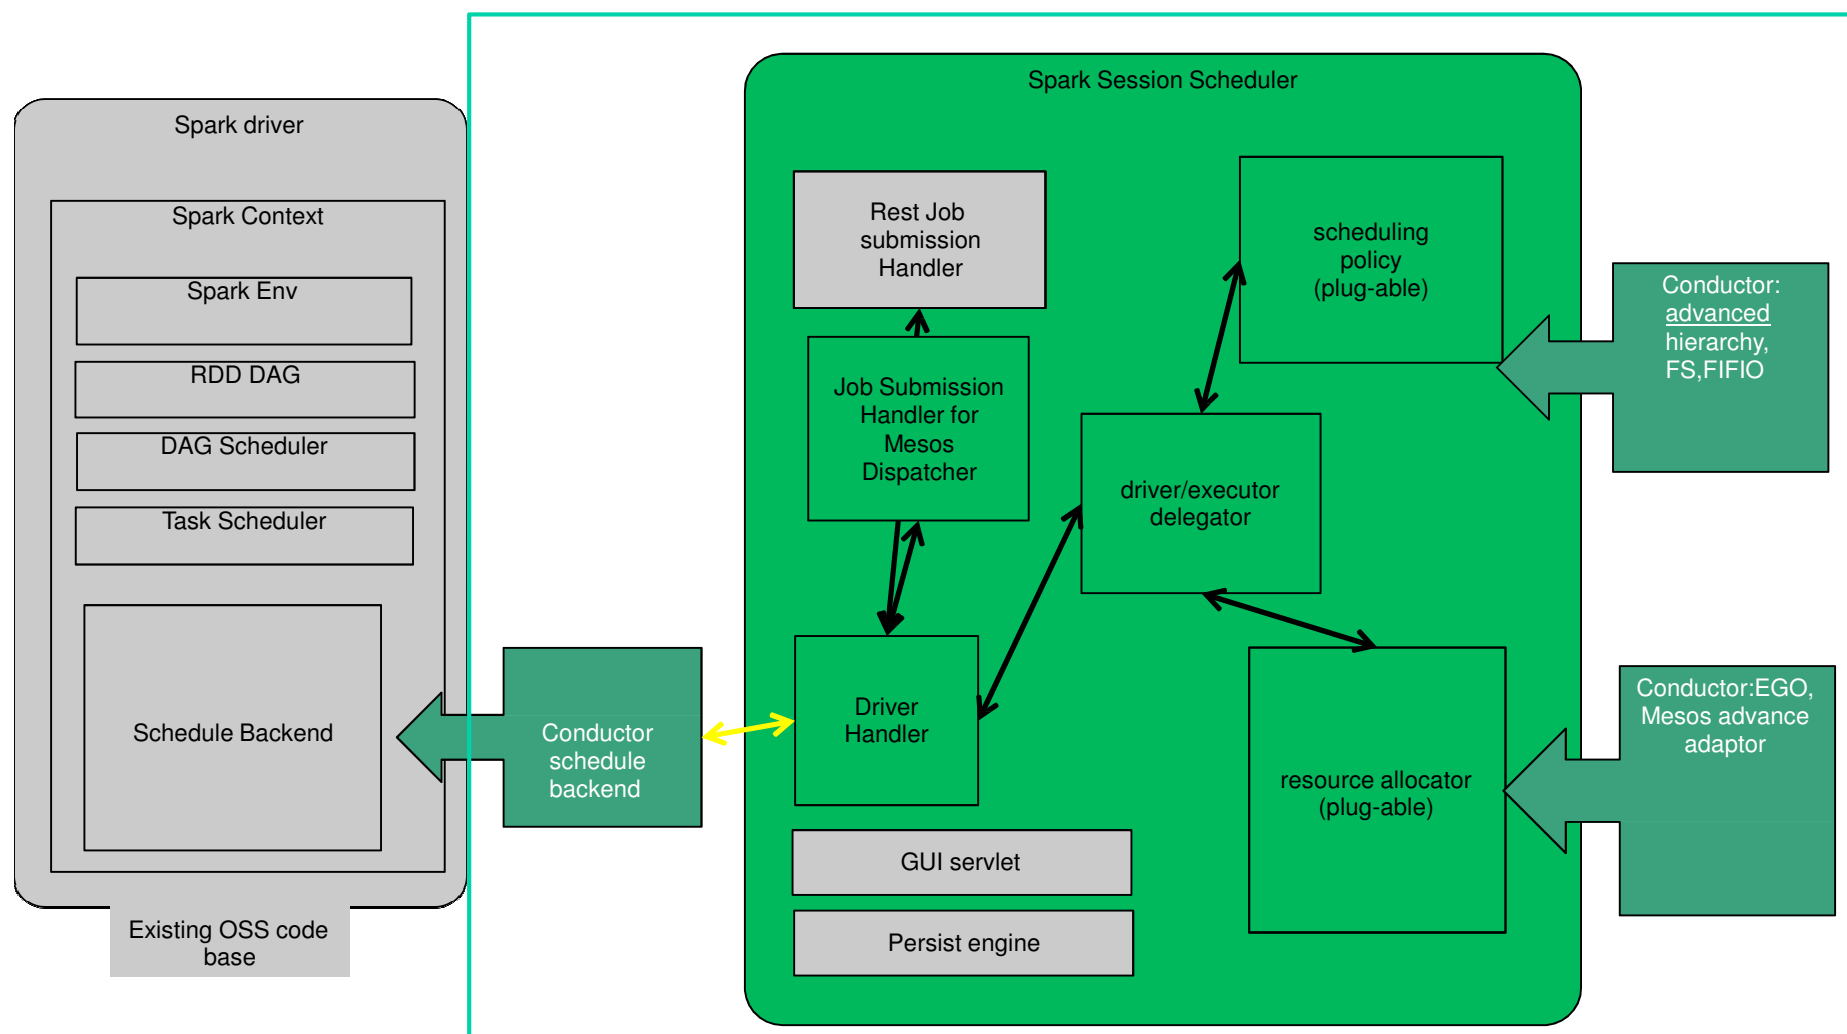 Spark driver
Spark Context
Spark Env
RDD DAG
DAG Scheduler
Task Scheduler
Schedule Backend
Existing OSS code
base
Conductor
schedule
backend
Spark Session Scheduler
Rest Job
submission
Handler
Job Submission
Handler for
Mesos
Dispatcher
Driver
Handler
GUI servlet
Persist engine
scheduling
policy
(plug-able)
driver/executor
delegator
resource allocator
(plug-able)
Conductor:
advanced
hierarchy,
FS,FIFIO
Conductor:EGO,
Mesos advance
adaptor